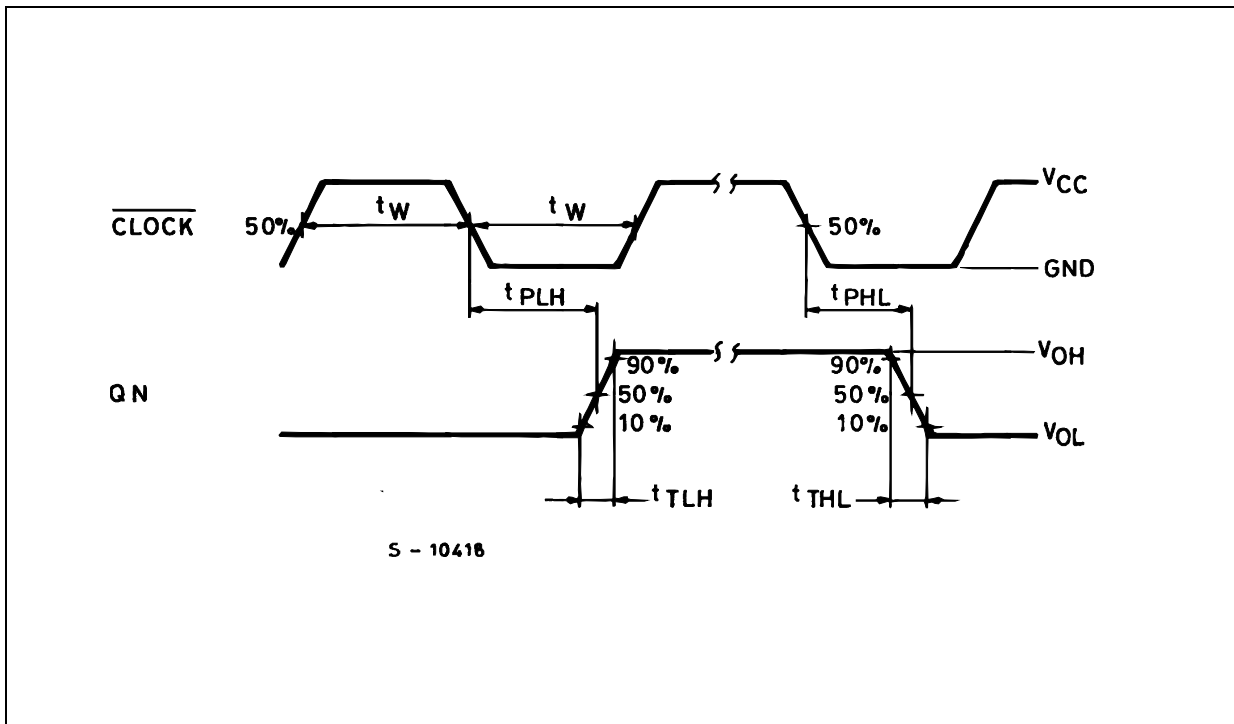 VCC
tW
tW
CLOCK
50%
50%
GND
tPLH
tPHL
VOH
90%
90%
QN
50%
50%
10%
10%
VOL
tTLH
tTHL
S - 10418